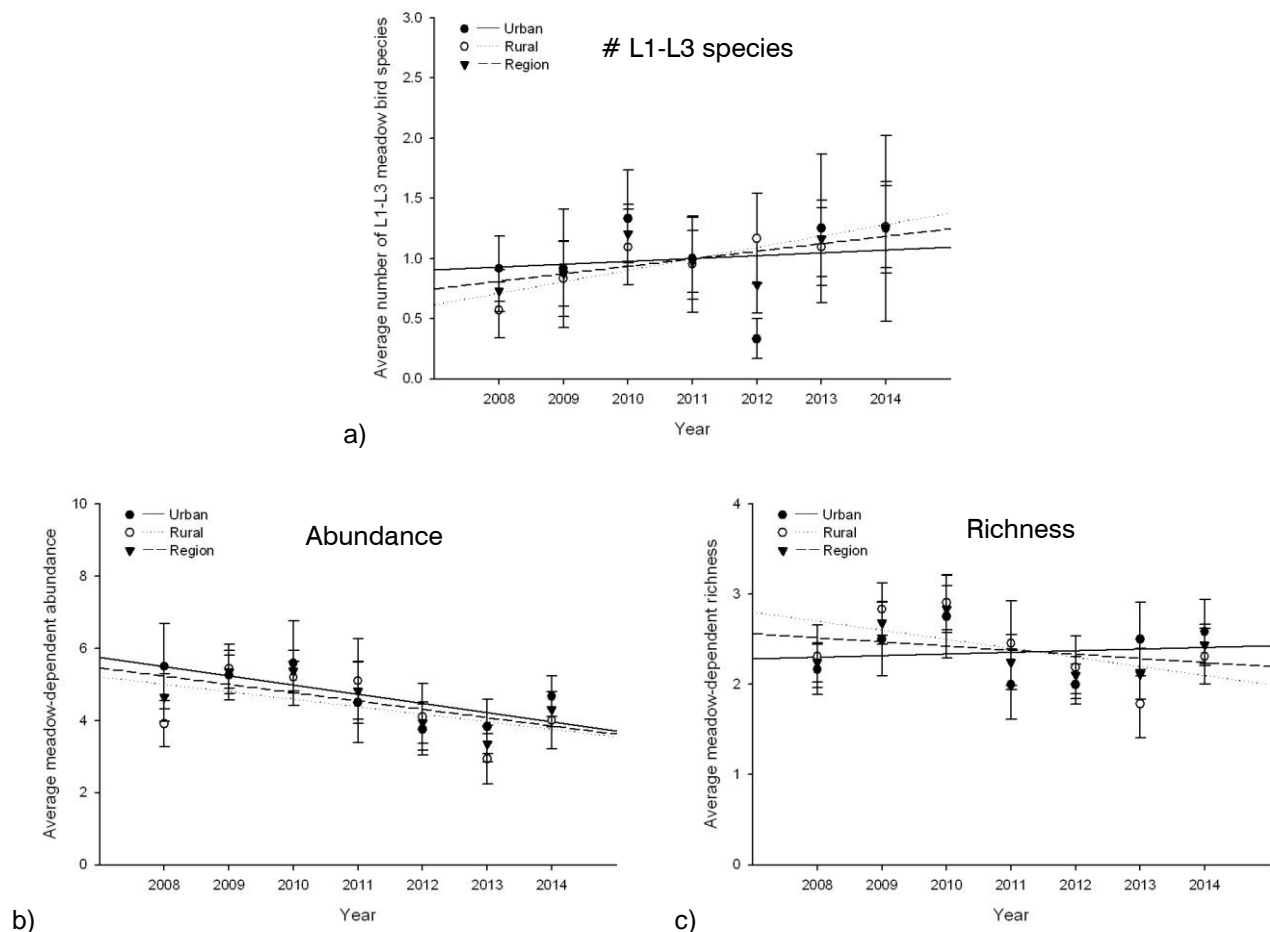 # L1-L3 species
Urban
Rural
Region
Average number of L1-L3 meadow bird species
3.0
2.5
2.0
1.5
1.0
0.5
0.0
2008 2009 2010 2011 2012 2013 2014
Year
a)
Abundance
Urban
Rural
Region
Average meadow-dependent abundance
10
8
6
4
2
0
2008 2009 2010 2011 2012 2013 2014
Year
b)
Richness
Urban
Rural
Region
Average meadow-dependent richness
4
3
2
1
0
2008 2009 2010 2011 2012 2013 2014
Year
c)